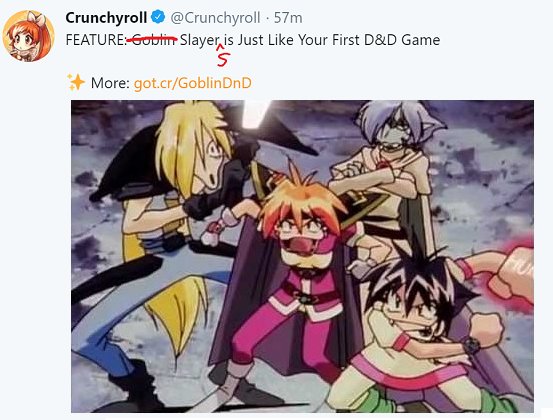 Crunchyroll @Crunchyroll · 57m
FEATURE: Goblin Slayer is Just Like Your First D&D Game
s
✨ More: got.cr/GoblinDnD